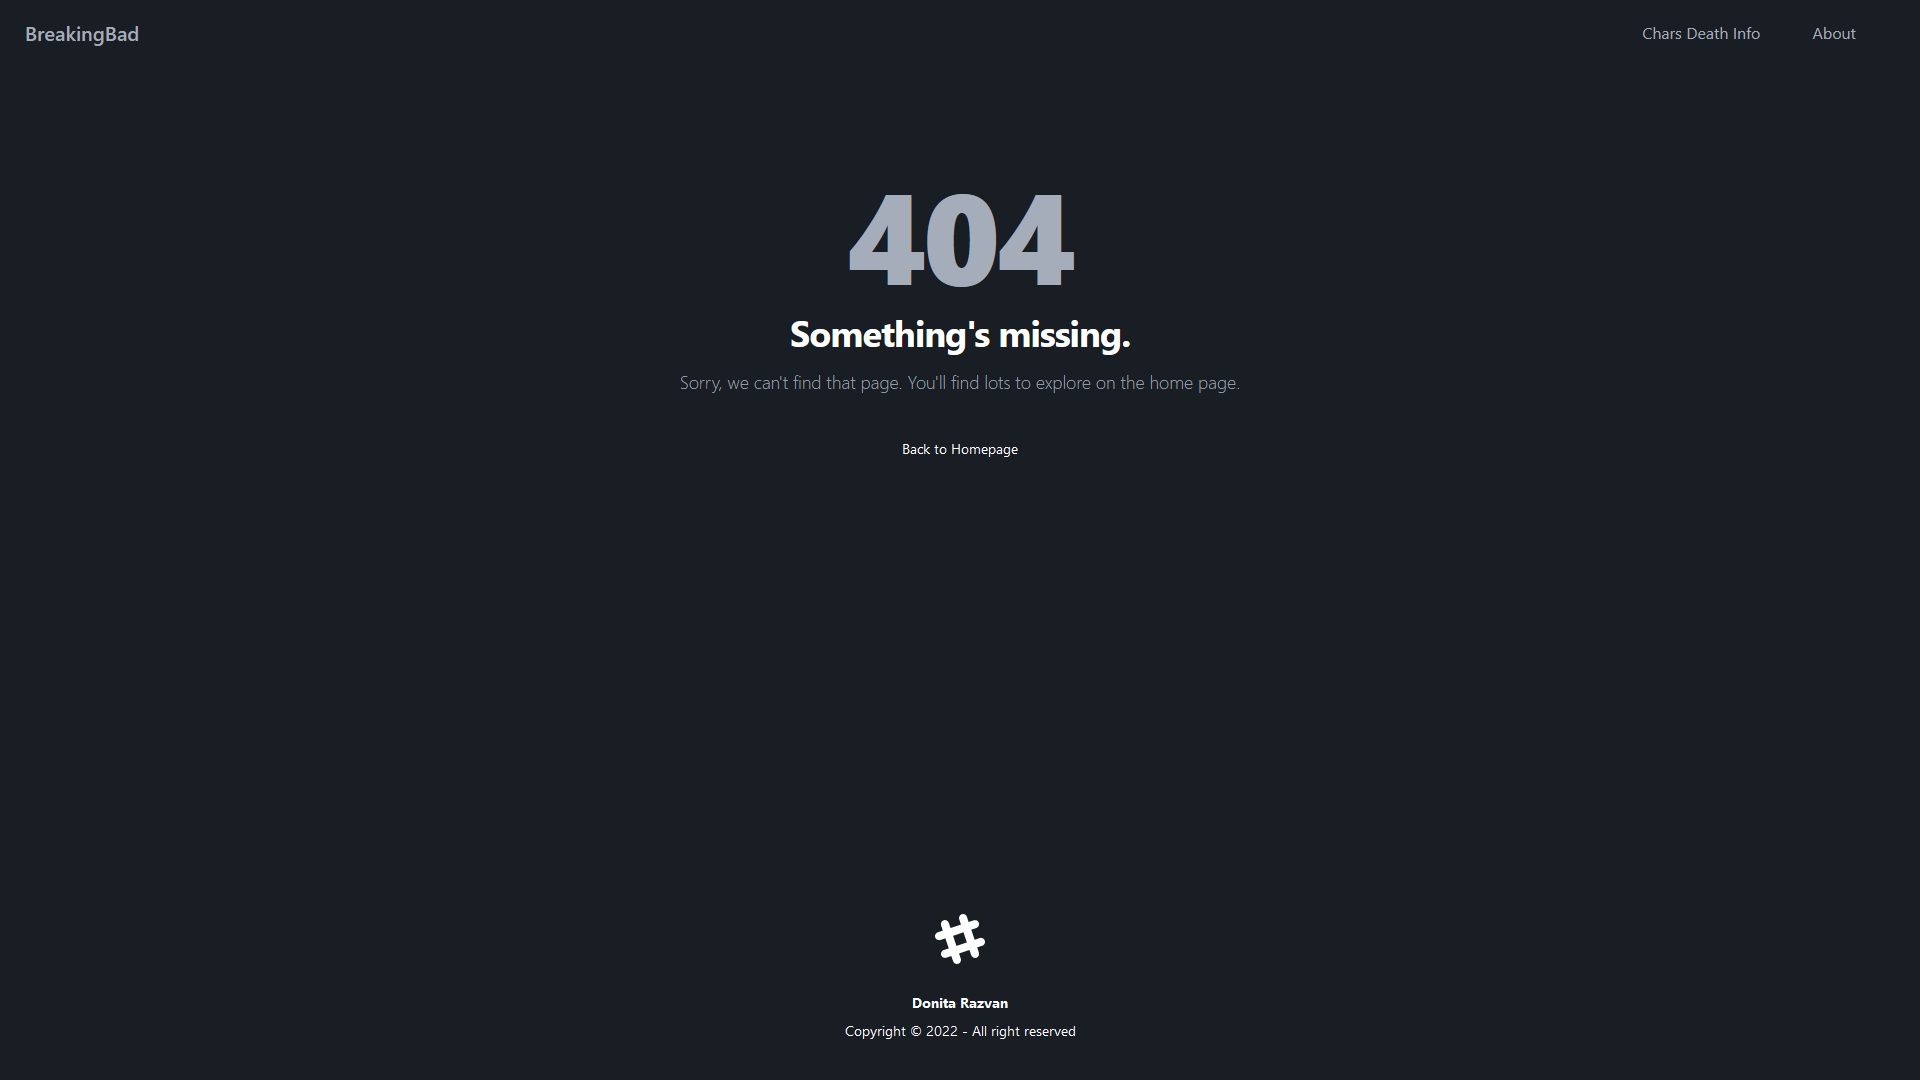 BreakingBad
Chars Death Info
About
404
Something's missing.
Sorry, we can't find that page. You'll find lots to explore on the home page.
Back to Homepage
Donita Razvan
Copyright © 2022 - All right reserved